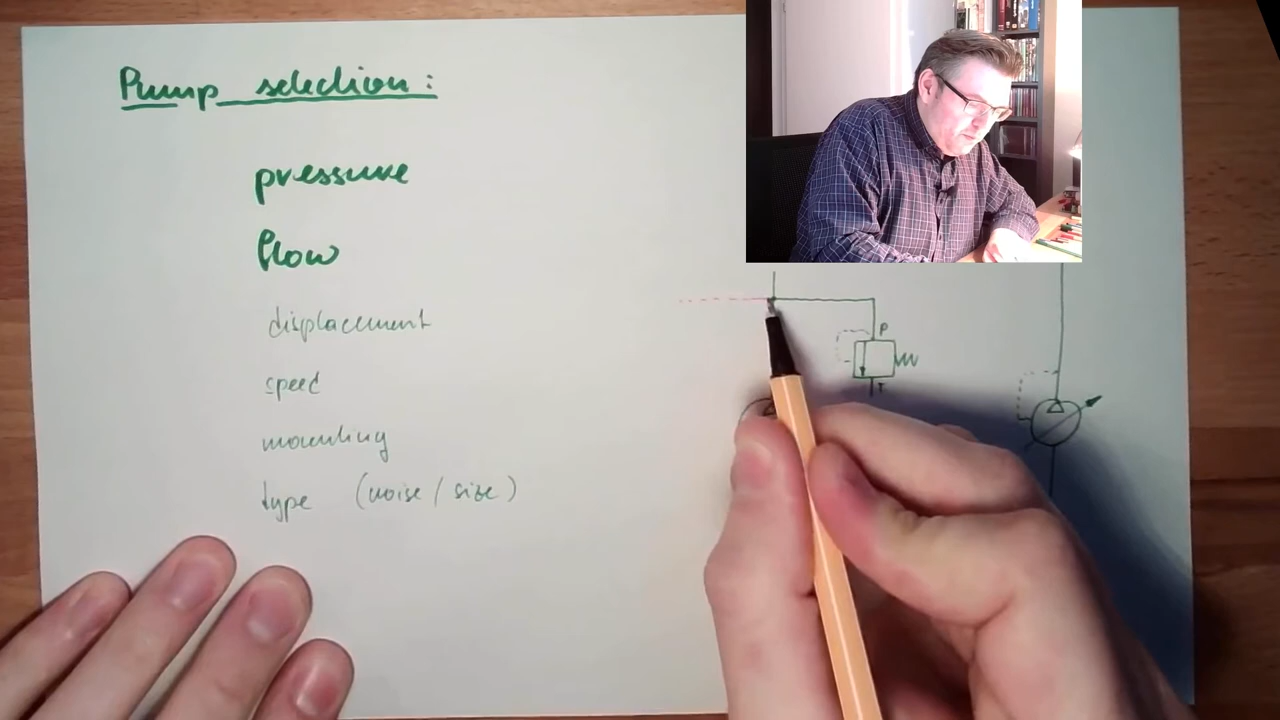 Pump selection:
pressure
flow
displacement
speed
mounting
type (noise / size)
P
T